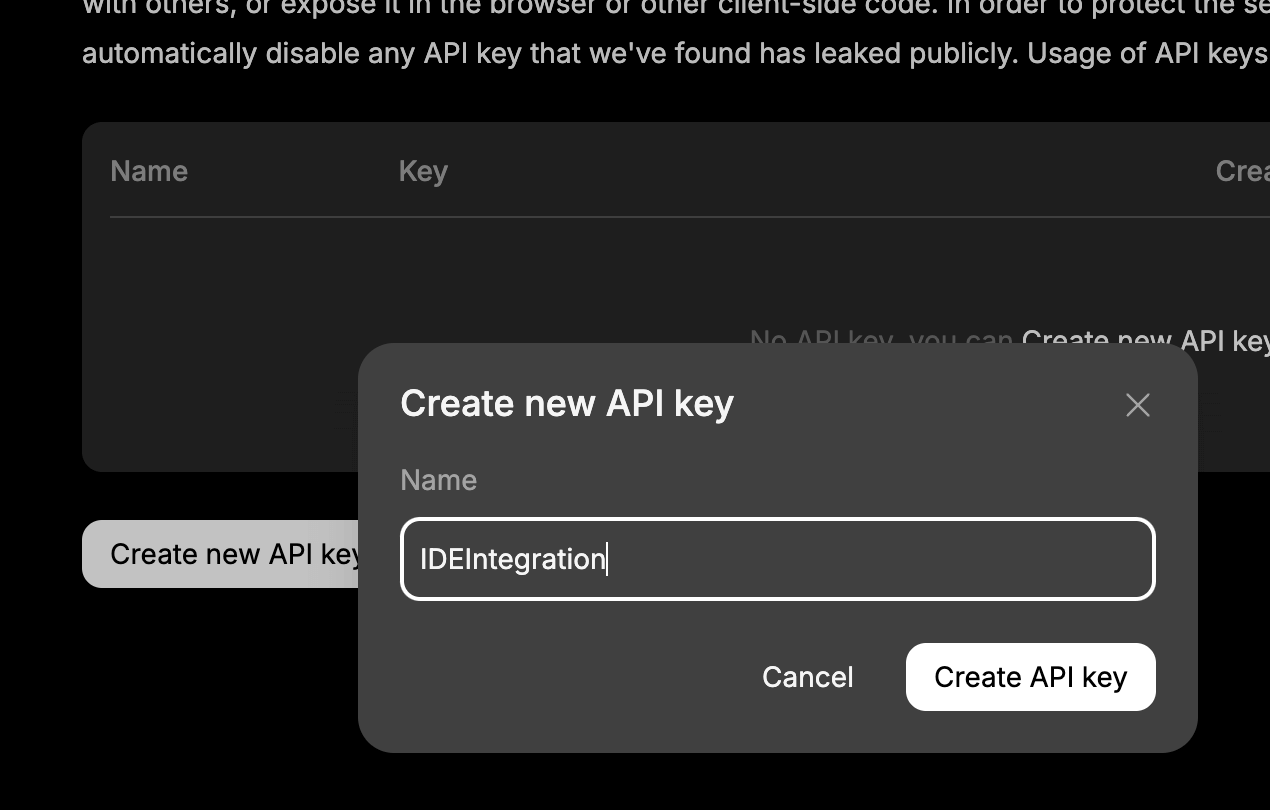 with others, or expose it in the browser or other client-side code. In order to protect the se
automatically disable any API key that we've found has leaked publicly. Usage of API keys
Name Key Crea
No API key, you can Create new API key
Create new API key
Name
IDEIntegration
Create new API key
Cancel Create API key